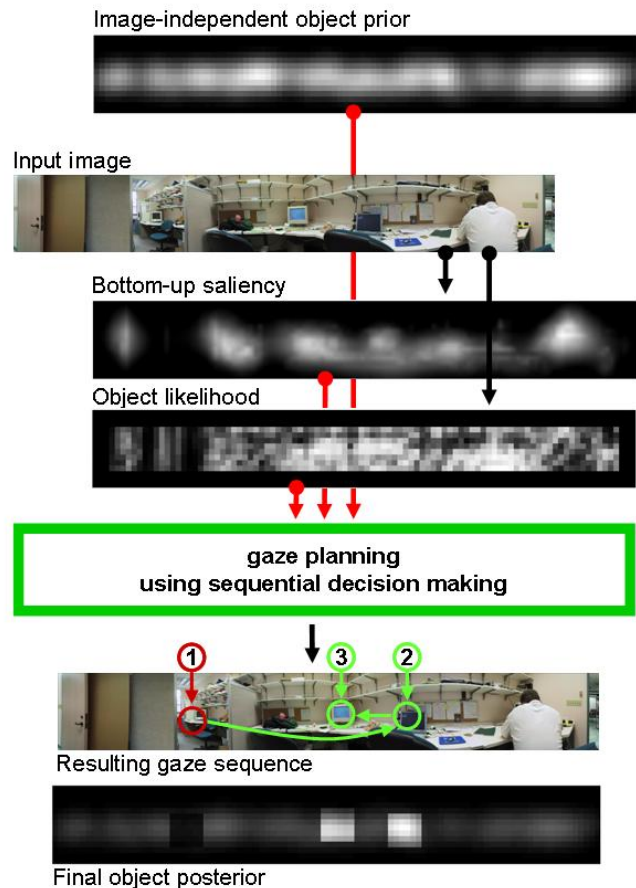 Image-independent object prior
Input image
Bottom-up saliency
Object likelihood
gaze planning
using sequential decision making
1
3
2
Resulting gaze sequence
Final object posterior